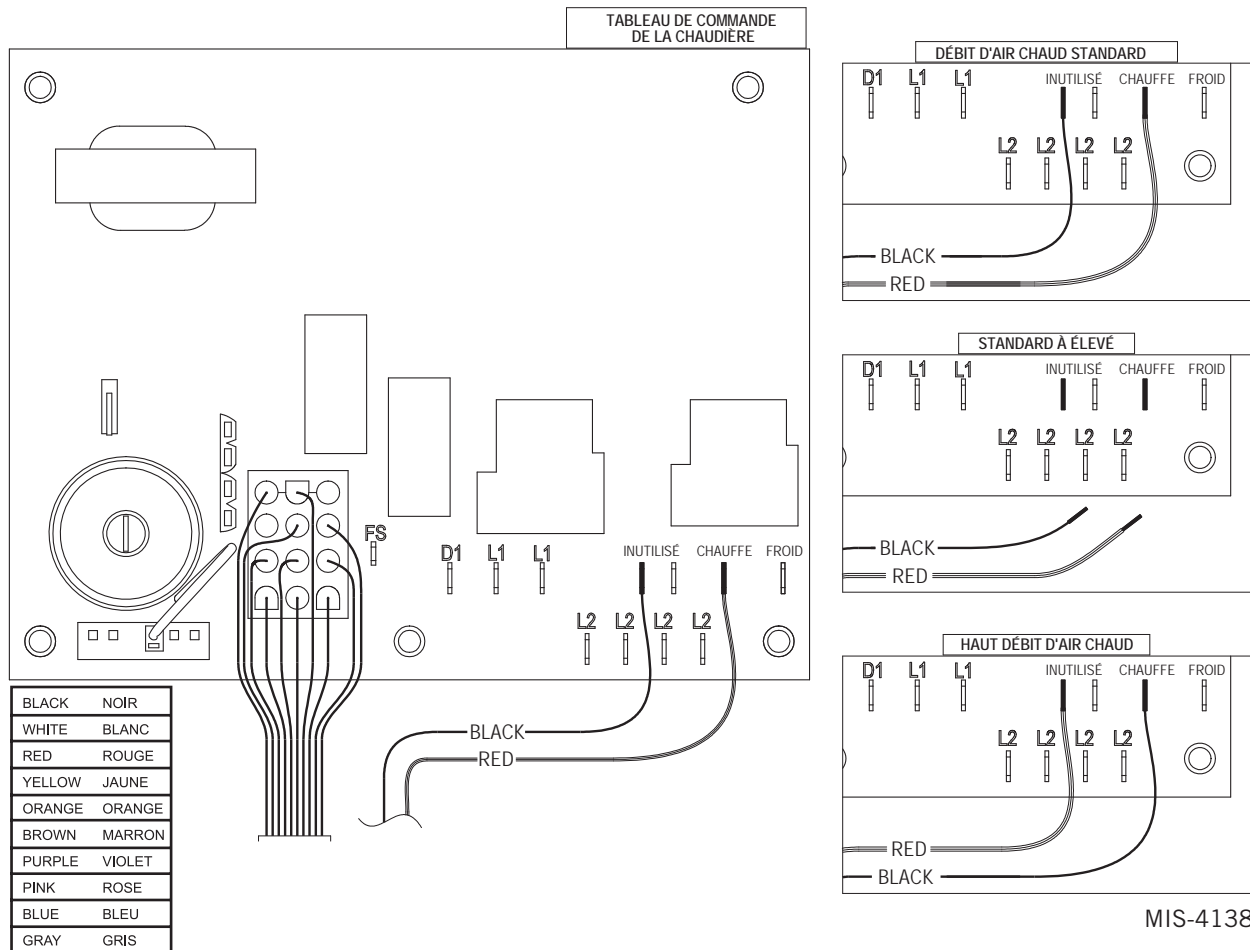 TABLEAU DE COMMANDE
DE LA CHAUDIÈRE
FS
D1 L1 L1 INUTILISÉ CHAUFFE FROID
L2 L2 L2 L2
BLACK
RED
BLACK NOIR
WHITE BLANC
RED ROUGE
YELLOW JAUNE
ORANGE ORANGE
BROWN MARRON
PURPLE VIOLET
PINK ROSE
BLUE BLEU
GRAY GRIS
DÉBIT D'AIR CHAUD STANDARD
D1 L1 L1 INUTILISÉ CHAUFFE FROID
L2 L2 L2 L2
BLACK
RED
STANDARD À ÉLEVÉ
D1 L1 L1 INUTILISÉ CHAUFFE FROID
L2 L2 L2 L2
BLACK
RED
HAUT DÉBIT D'AIR CHAUD
D1 L1 L1 INUTILISÉ CHAUFFE FROID
L2 L2 L2 L2
RED
BLACK
MIS-4138